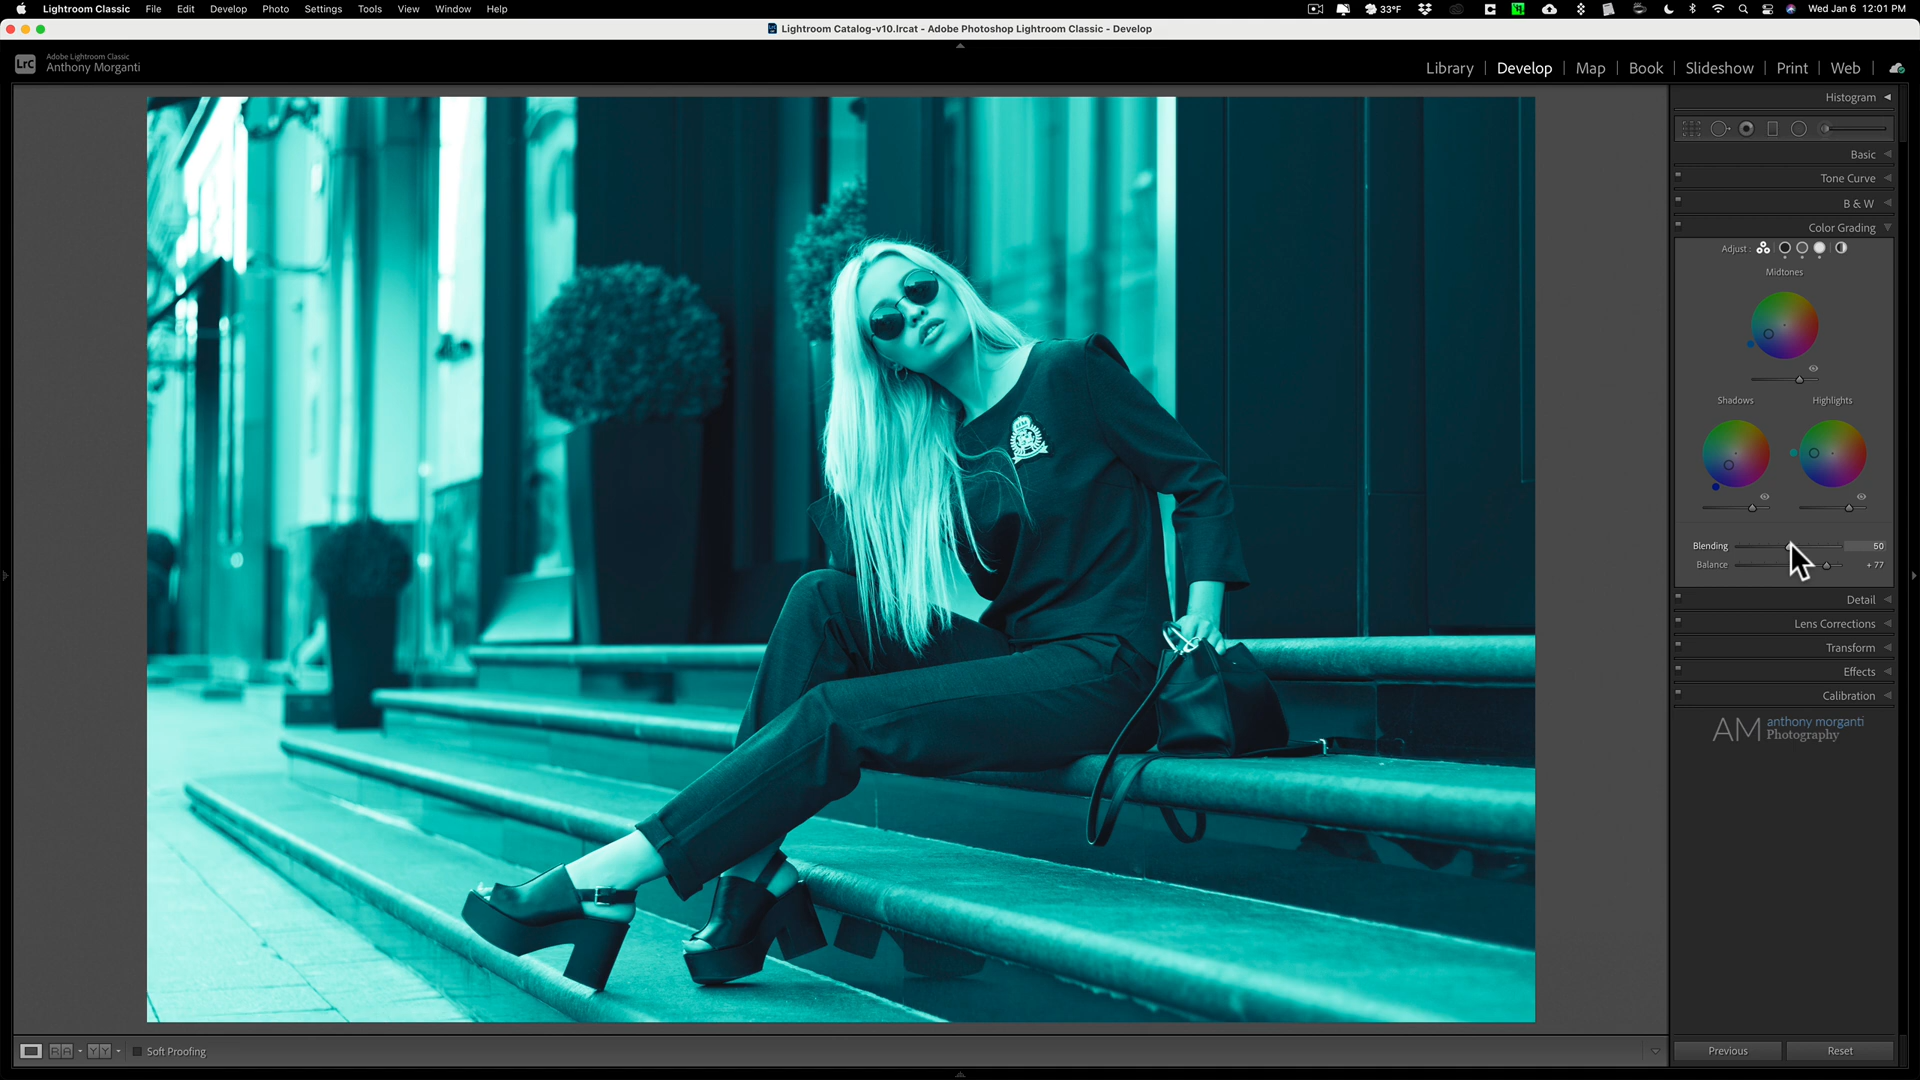 Lightroom Classic File Edit Develop Photo Settings Tools View Window Help 33°F Wed Jan 6 12:01 PM
Lightroom Catalog-v10.lrcat - Adobe Photoshop Lightroom Classic - Develop
LrC Adobe Lightroom Classic
Anthony Morganti
Library | Develop | Map | Book | Slideshow | Print | Web |
Histogram
Basic
Tone Curve
B & W
Color Grading
Adjust :
Midtones
Shadows Highlights
Blending 50
Balance + 77
Detail
Lens Corrections
Transform
Effects
Calibration
AM anthony morganti
Photography
RA YY Soft Proofing
Previous Reset